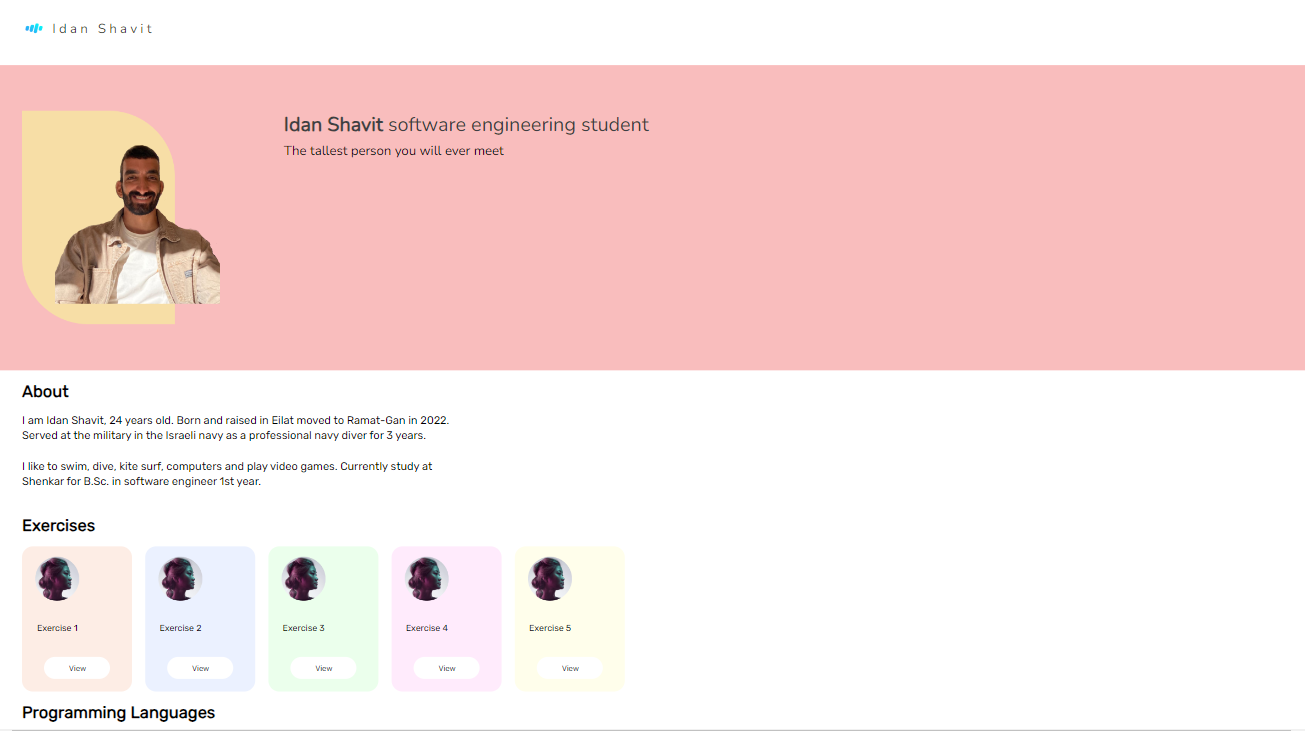 Idan Shavit
Idan Shavit software engineering student
The tallest person you will ever meet
About
I am Idan Shavit, 24 years old. Born and raised in Eilat moved to Ramat-Gan in 2022.
Served at the military in the Israeli navy as a professional navy diver for 3 years.
I like to swim, dive, kite surf, computers and play video games. Currently study at
Shenkar for B.Sc. in software engineer 1st year.
Exercises
Exercise 1
Exercise 2
Exercise 3
Exercise 4
Exercise 5
View
View
View
View
View
Programming Languages